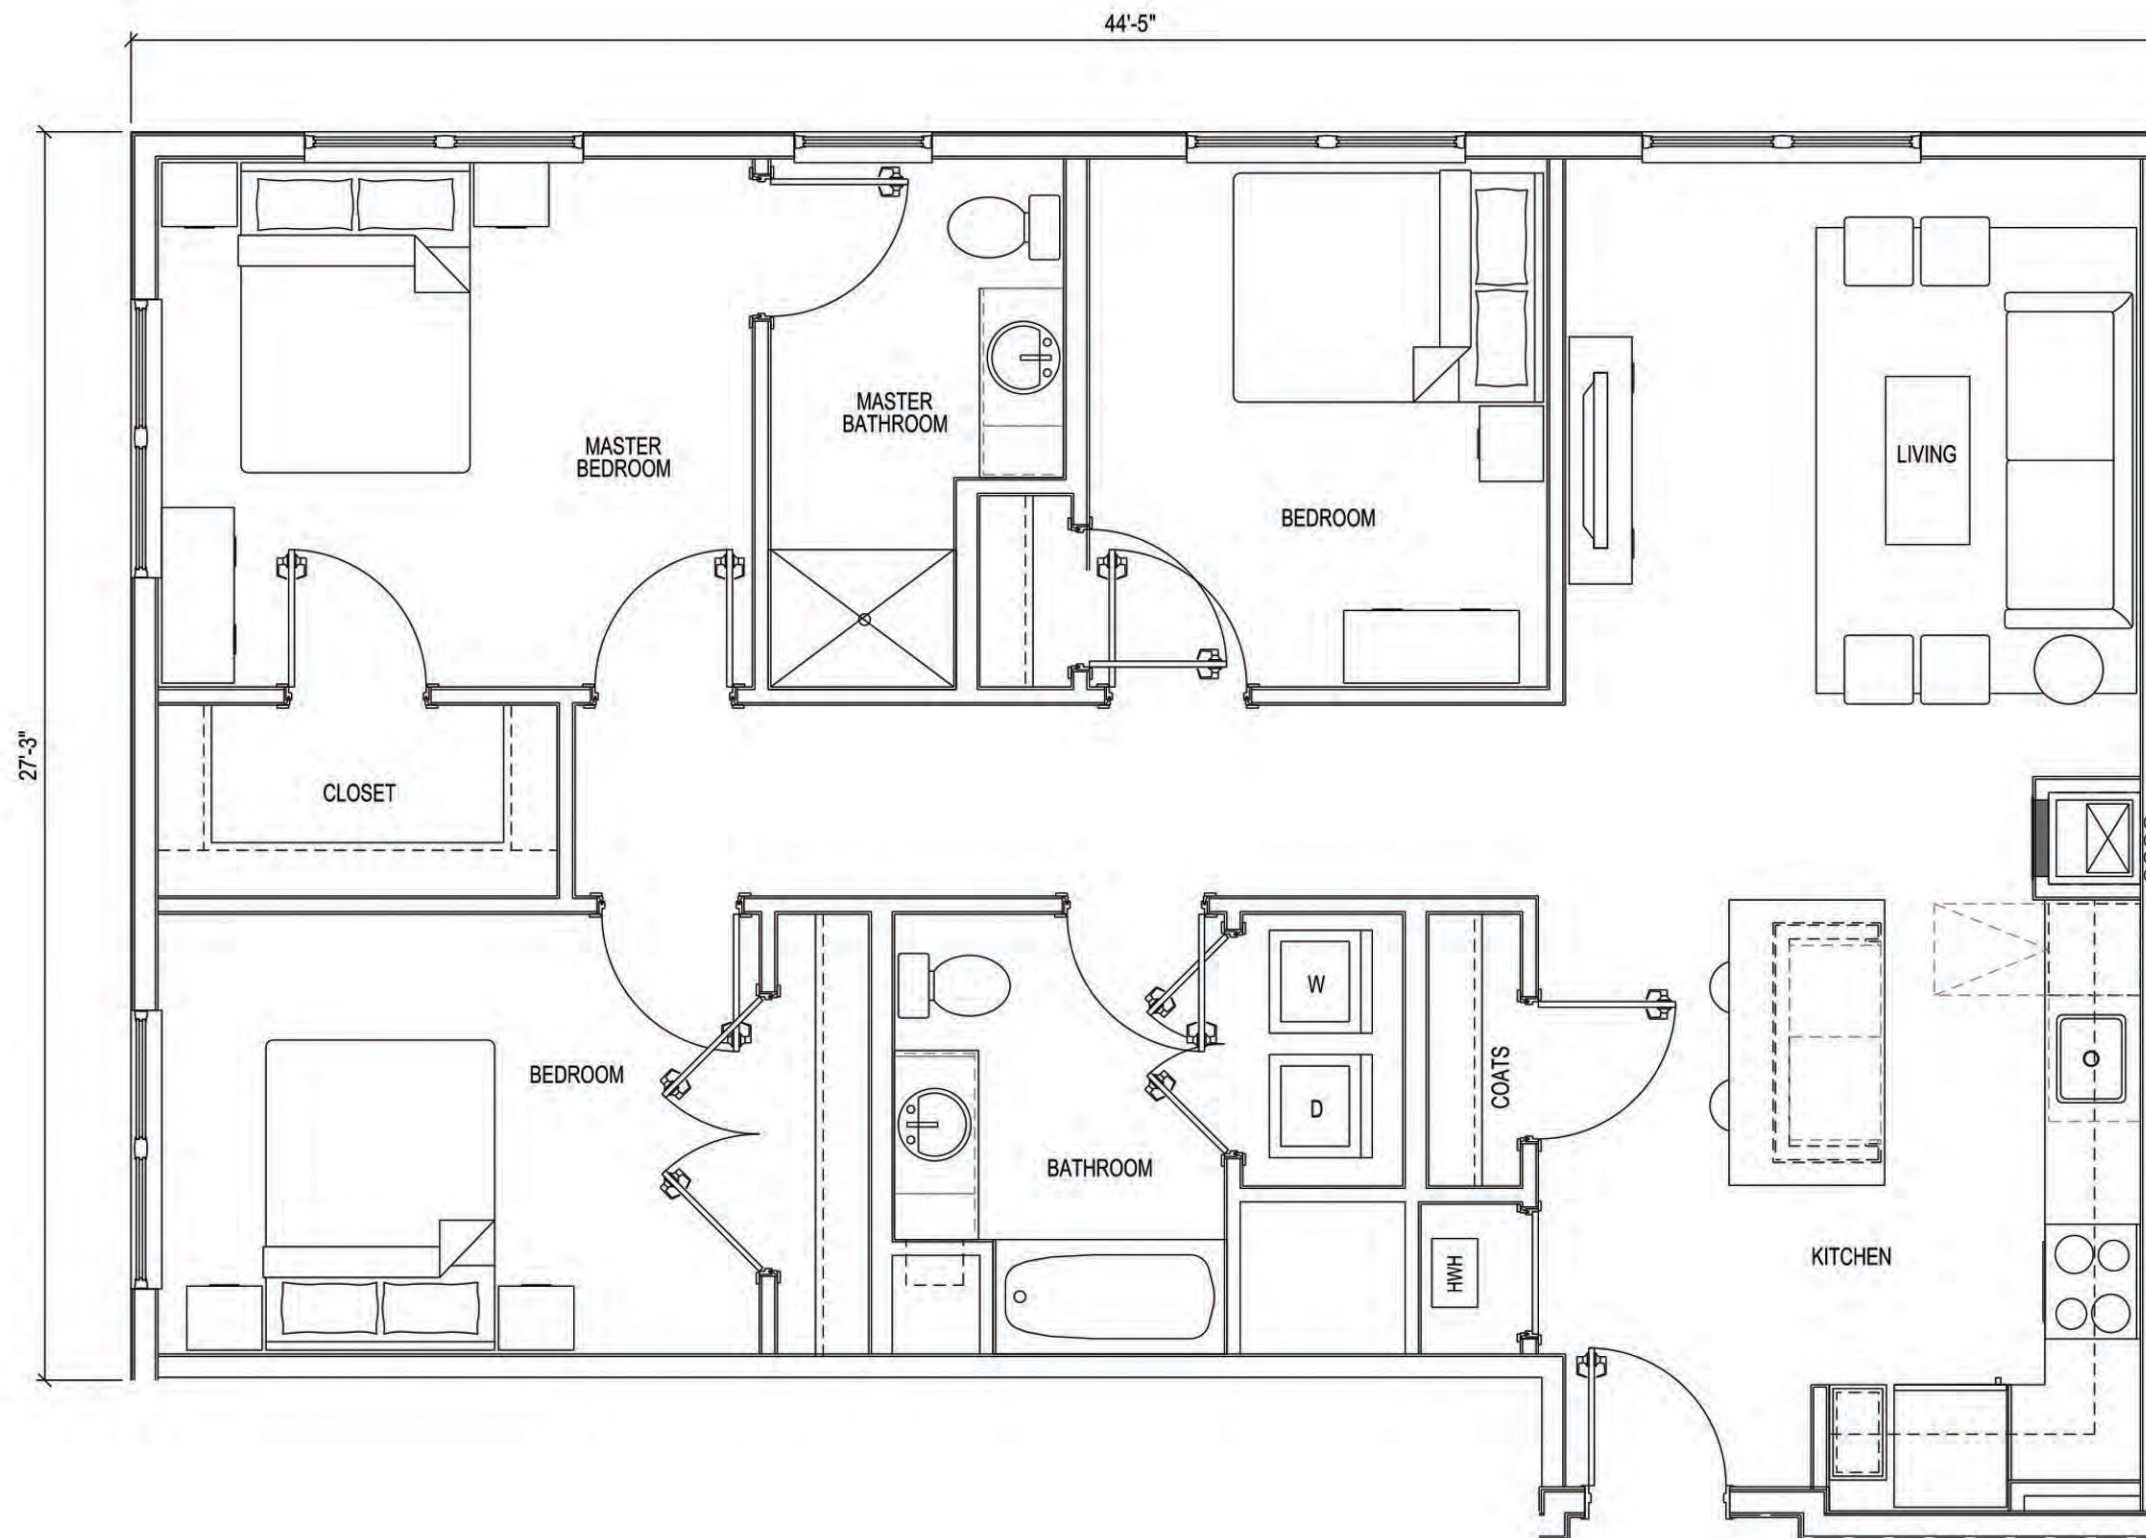 44'-5"
MASTER
BATHROOM
MASTER
BEDROOM
LIVING
BEDROOM
27'-3"
CLOSET
W
BEDROOM
COATS
D
BATHROOM
KITCHEN
HWH